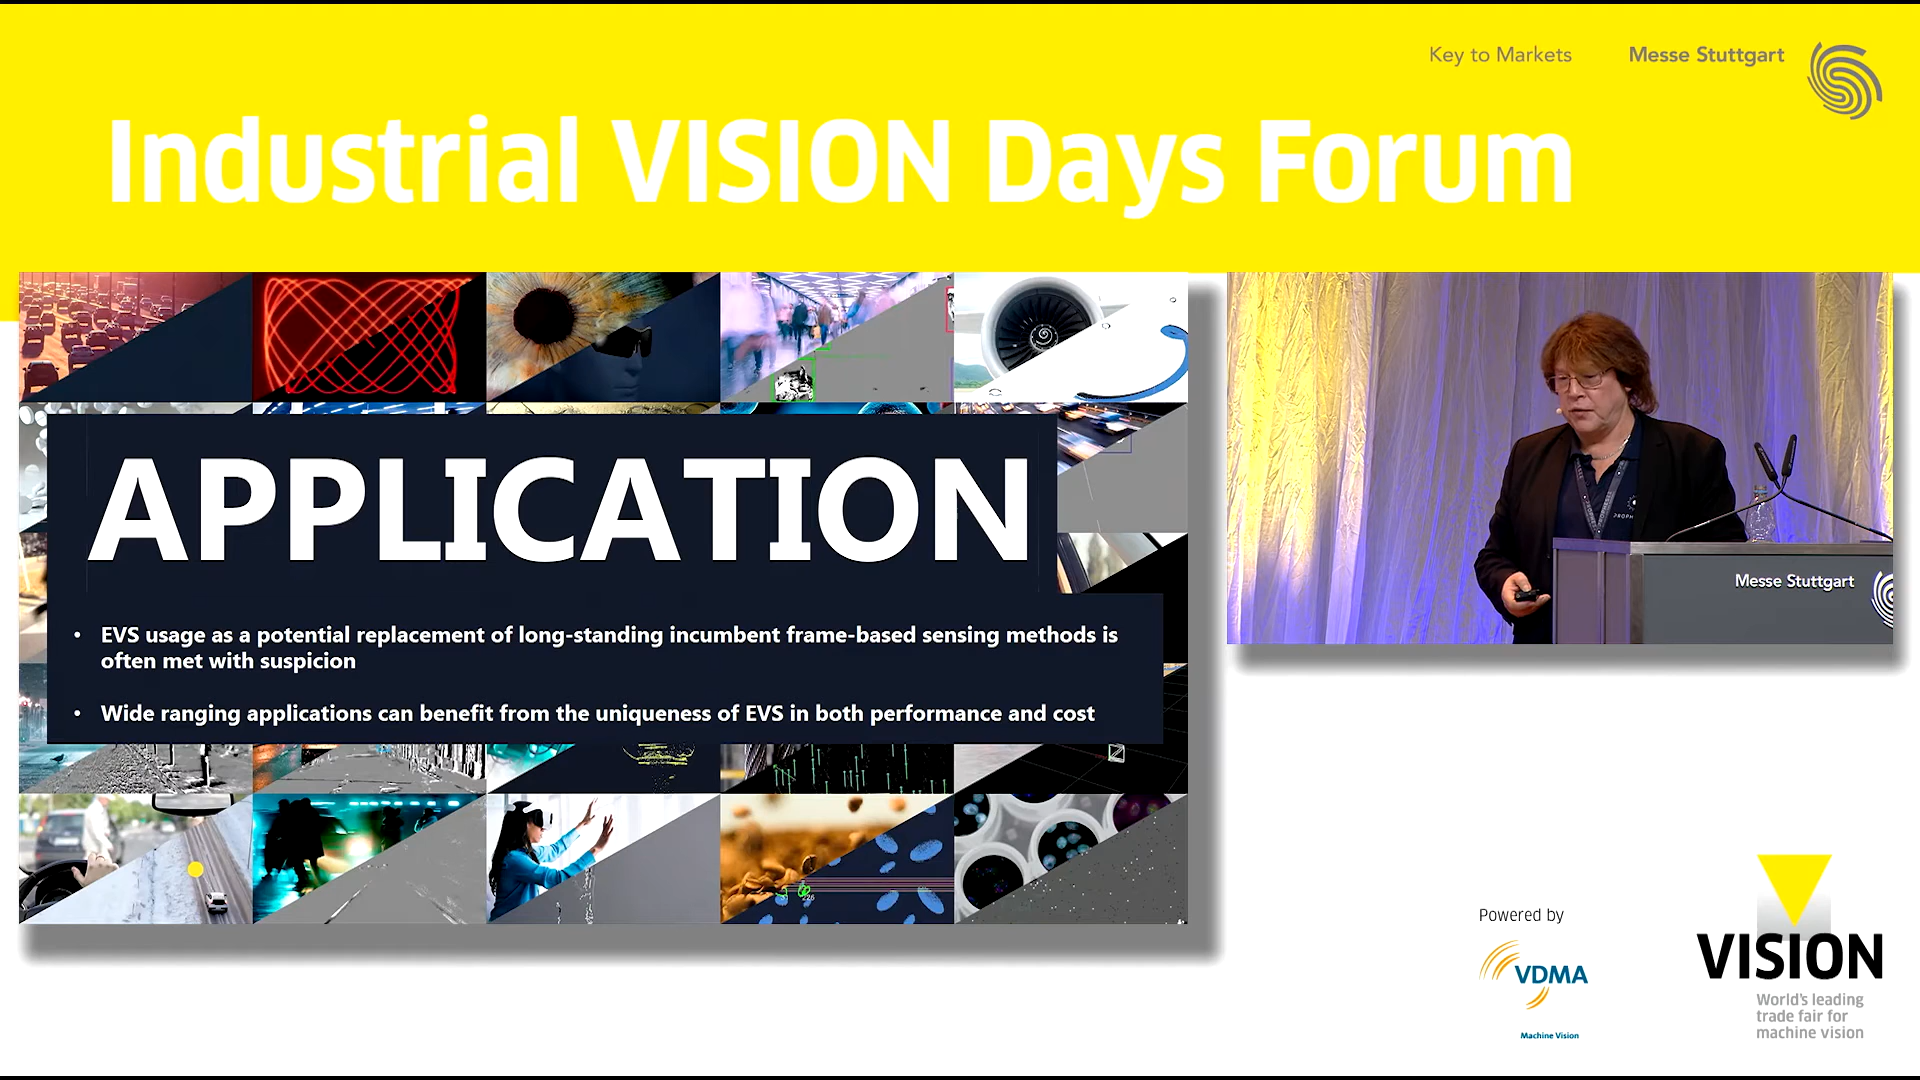 Key to Markets
Messe Stuttgart
Industrial VISION Days Forum
APPLICATION
• EVS usage as a potential replacement of long-standing incumbent frame-based sensing methods is
often met with suspicion
• Wide ranging applications can benefit from the uniqueness of EVS in both performance and cost
Messe Stuttgart
Powered by
VDMA
Machine Vision
VISION
World's leading
trade fair for
machine vision